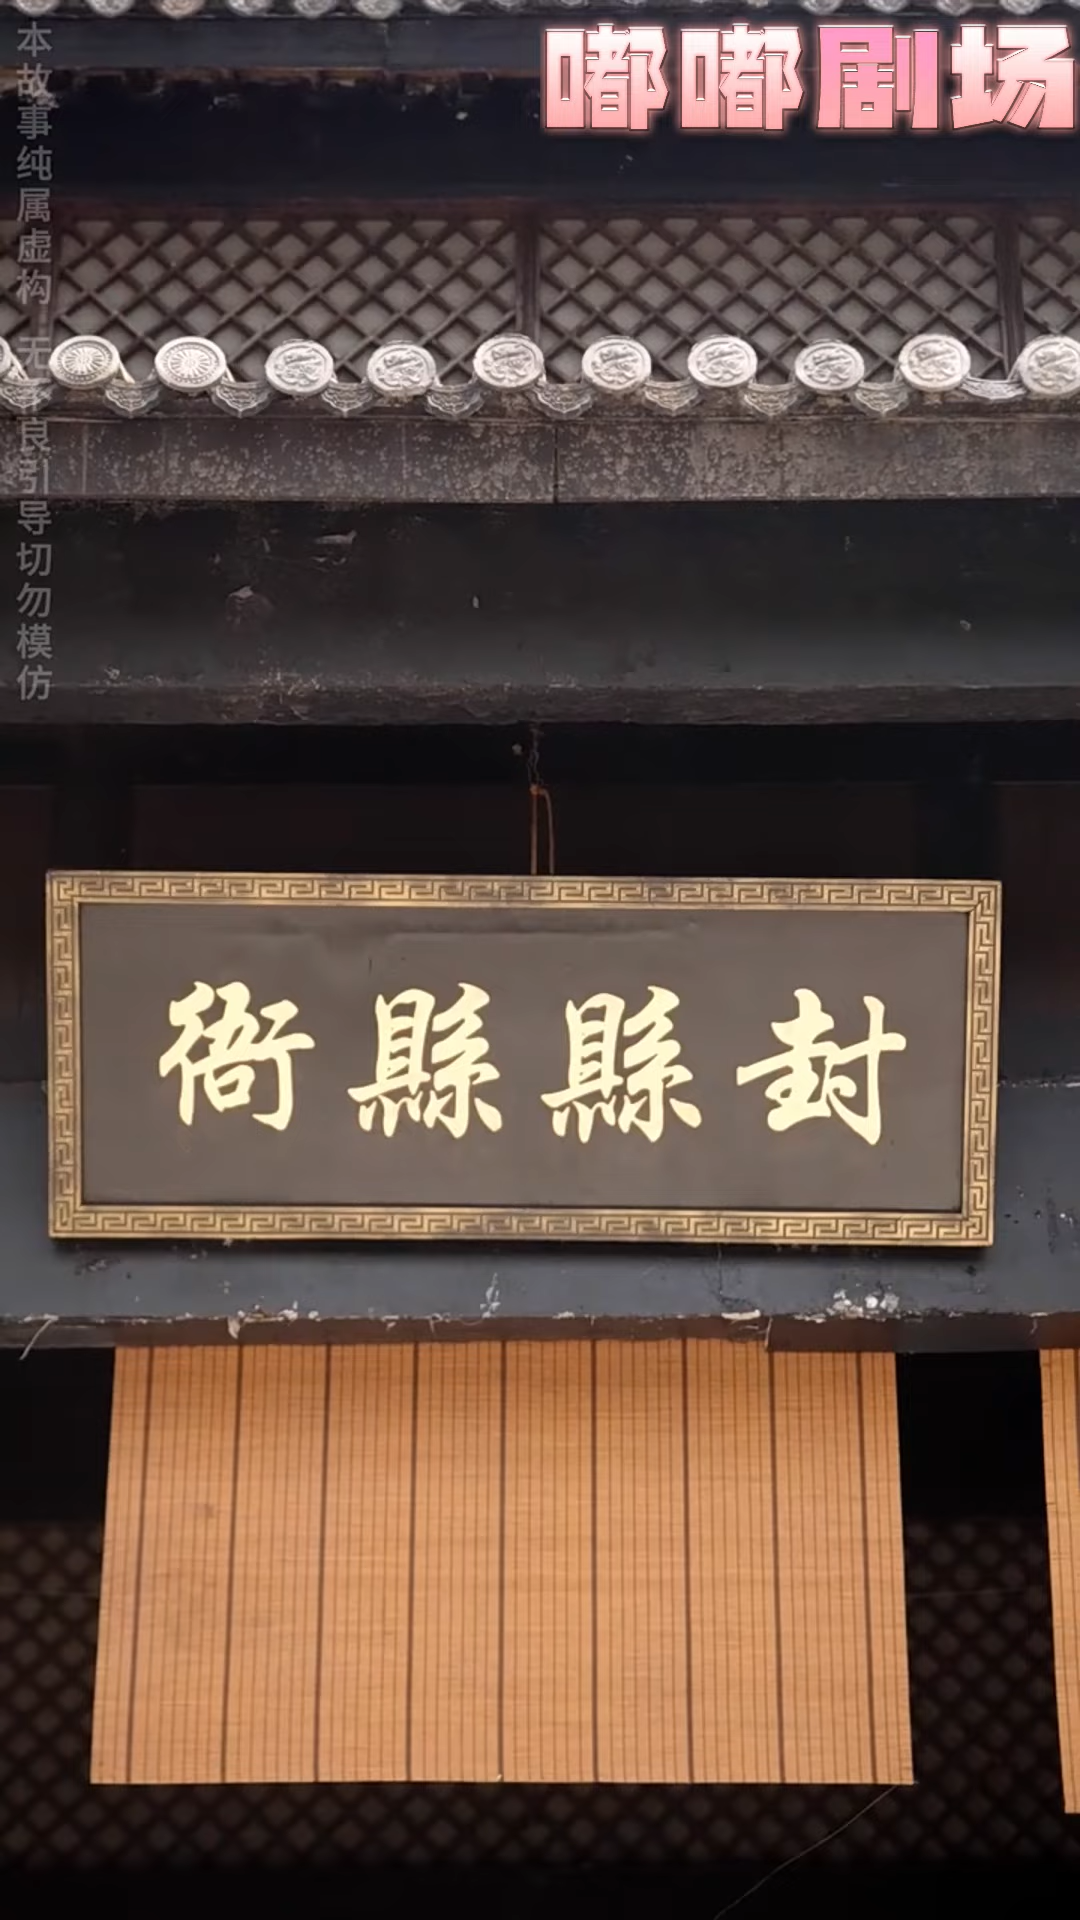 嘟嘟剧场
本故事纯属虚构 无不良引导切勿模仿
封縣縣衙